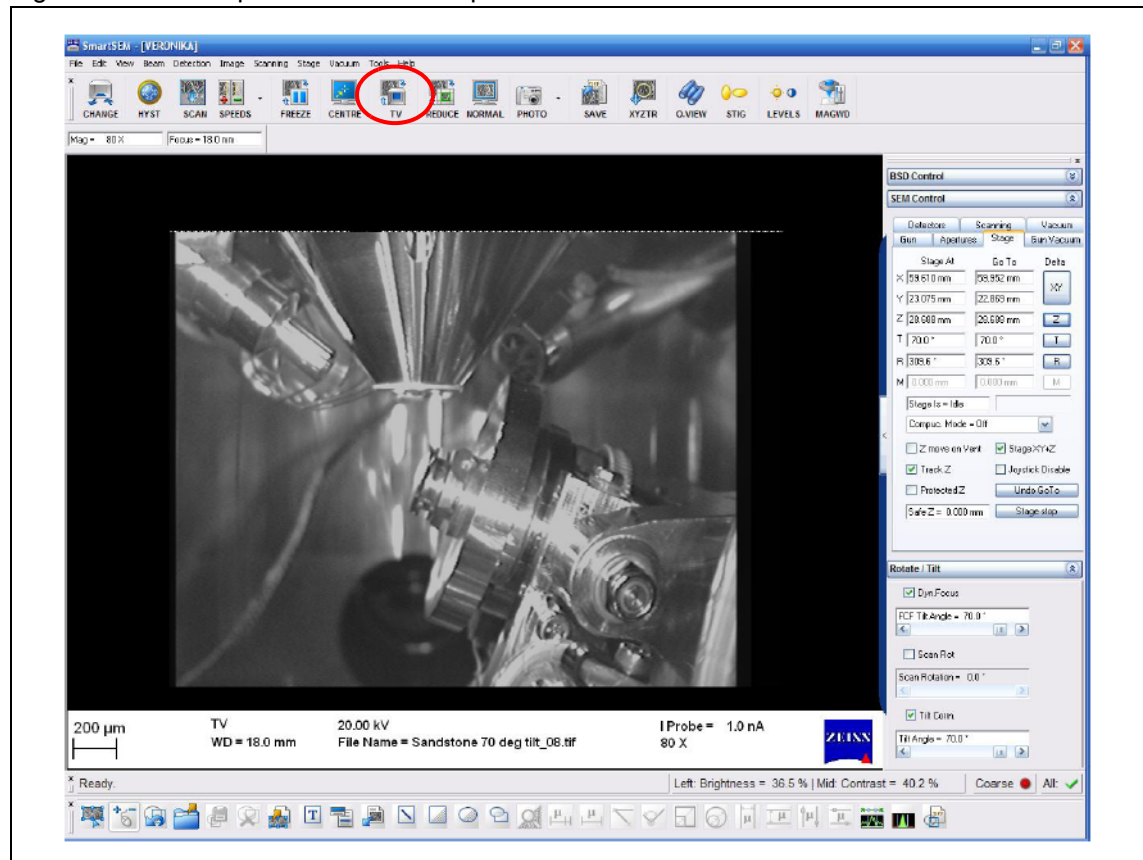 SmartSEM - [VERONIKA]
File Edit View Beam Detection Image Scanning Stage Vacuum Tools Help
CHANGE HYST SCAN SPEEDS FREEZE CENTRE TV REDUCE NORMAL PHOTO SAVE XYZTR Q.VIEW STIG LEVELS MAGWD
Mag = 80 X Focus = 18.0 mm
BSD Control
SEM Control
Detectors Scanning Vacuum
Gun Apertures Stage Gun Vacuum
Stage At Go To Delta
X 59.610 mm 59.952 mm XY
Y 23.075 mm 22.869 mm
Z 28.688 mm 28.688 mm Z
T 70.0 ° 70.0 ° T
R 309.6 ° 309.6 ° R
M 0.000 mm 0.000 mm M
Stage Is = Idle
Compuc. Mode = Off
Z move on Vent Stage XY+Z
Track Z Joystick Disable
Protected Z Undo GoTo
Safe Z = 0.000 mm Stage stop
Rotate / Tilt
Dyn.Focus
FCF Tilt Angle = 70.0 °
Scan Rot
Scan Rotation = 0.0 °
Tilt Corrn.
Tilt Angle = 70.0 °
200 µm TV 20.00 kV I Probe = 1.0 nA ZEISS
WD = 18.0 mm File Name = Sandstone 70 deg tilt_08.tif 80 X
Ready. Left: Brightness = 36.5 % | Mid: Contrast = 40.2 % Coarse All: